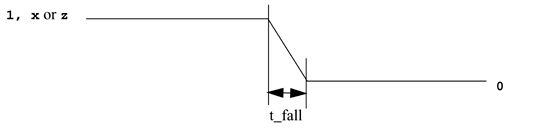 1, x or z
0
t_fall